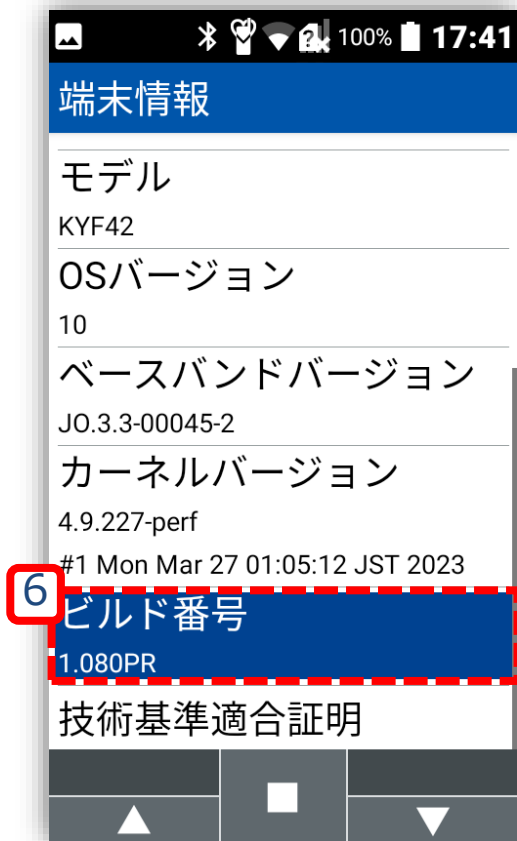 100% 17:41
端末情報
モデル
KYF42
OSバージョン
10
ベースバンドバージョン
JO.3.3-00045-2
カーネルバージョン
4.9.227-perf
#1 Mon Mar 27 01:05:12 JST 2023
6
ビルド番号
1.080PR
技術基準適合証明